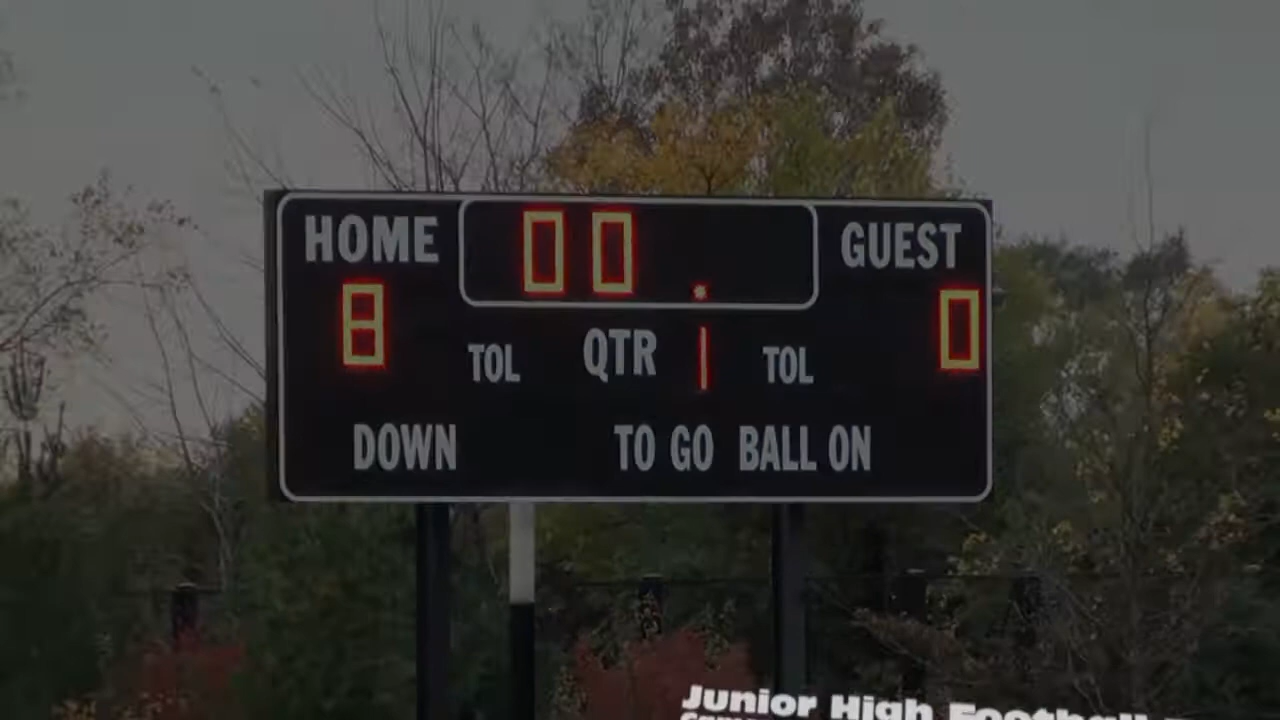 HOME 00 . GUEST
8 0
TOL QTR 1 TOL
DOWN TO GO BALL ON
Junior High Football